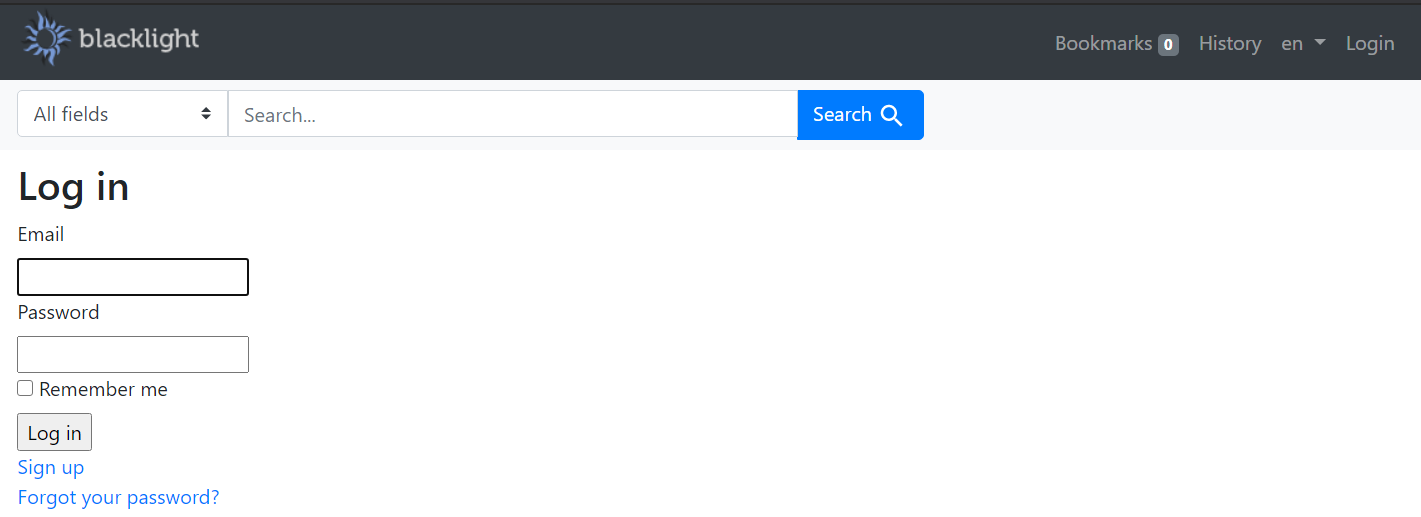 blacklight
Bookmarks 0 History en Login
All fields Search... Search
Log in
Email
Password
Remember me
Log in
Sign up
Forgot your password?